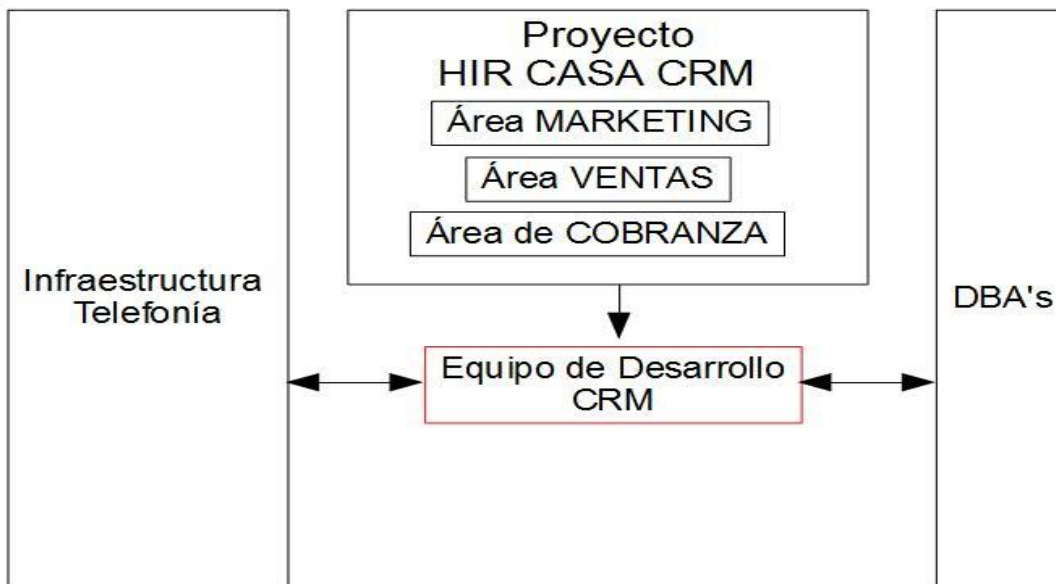 Proyecto
HIR CASA CRM
Área MARKETING
Área VENTAS
Área de COBRANZA
Infraestructura
Telefonía
Equipo de Desarrollo
CRM
DBA's